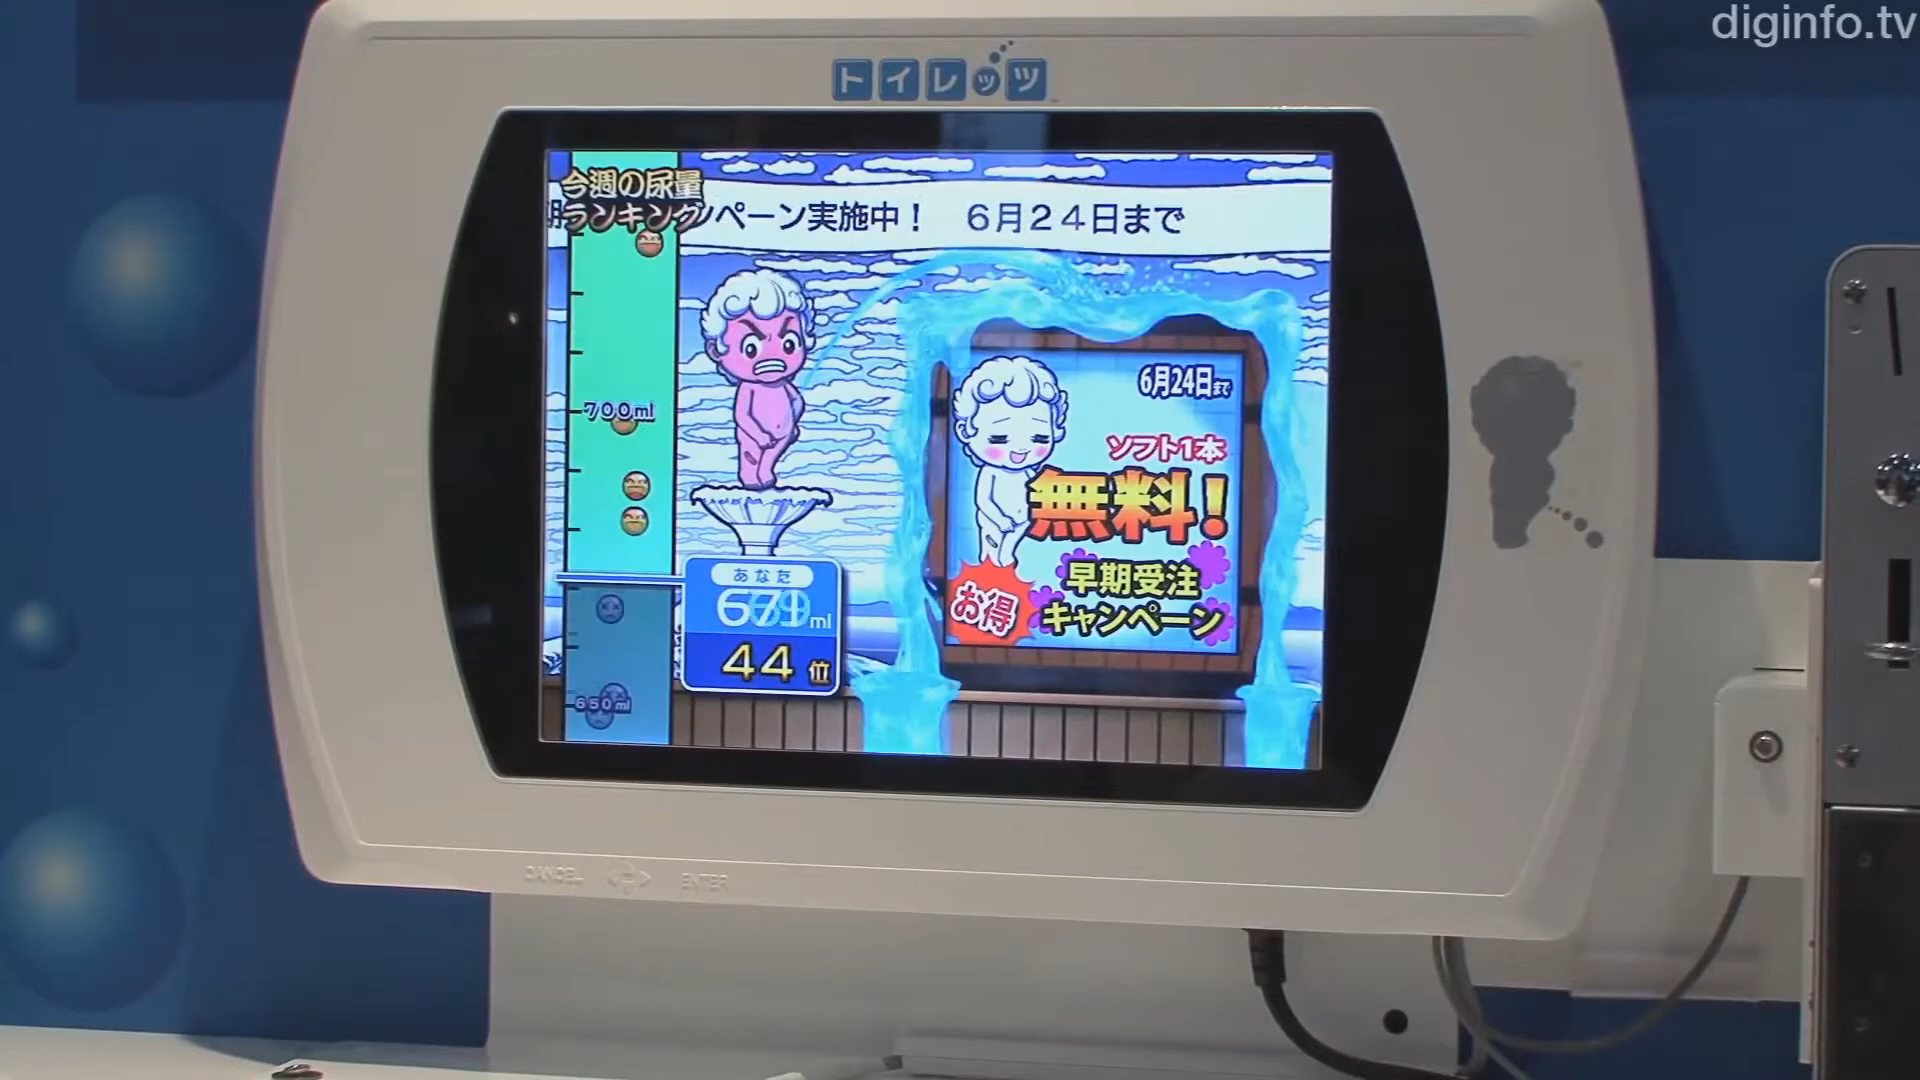 diginfo.tv
トイレッツ
今週の尿量
ランキング
ペーン実施中! 6月24日まで
6月24日まで
ソフト1本
無料!
700ml
早期受注
キャンペーン
お得
あなた
ml
44位
650ml
CANCEL ENTER